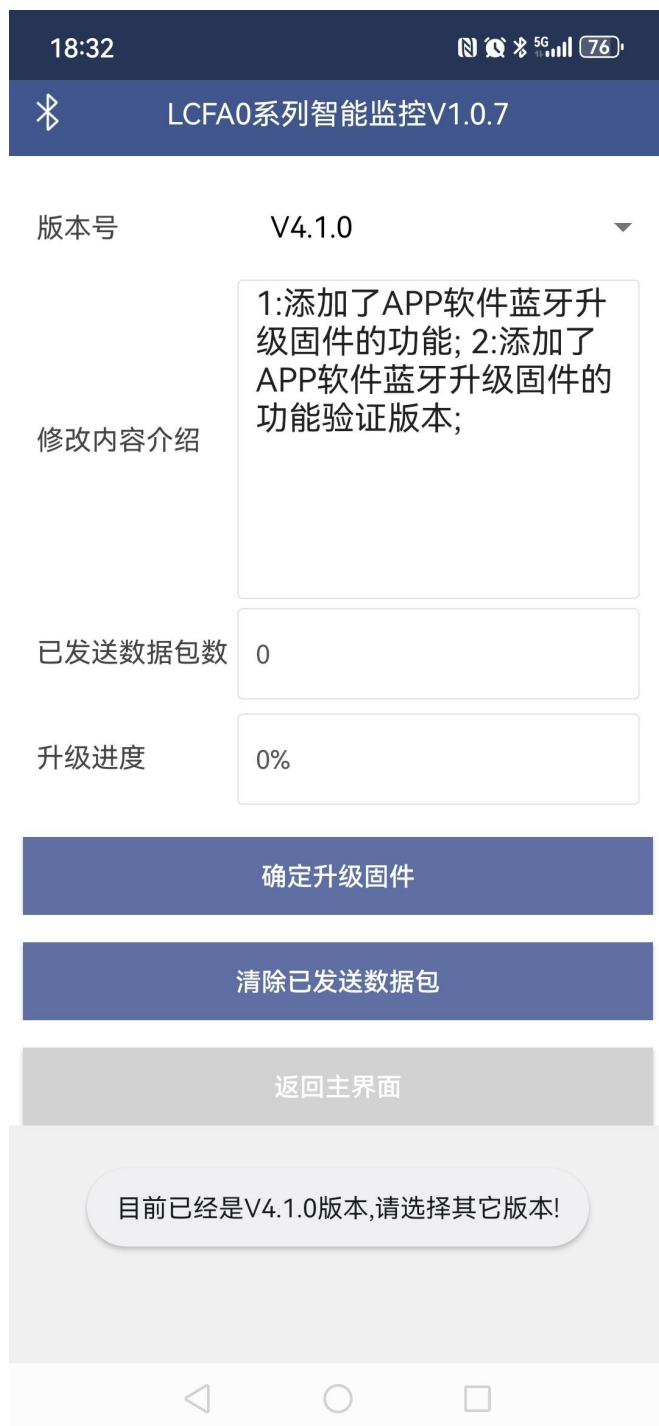 18:32
5G
76
LCFA0系列智能监控V1.0.7
版本号
V4.1.0
1:添加了APP软件蓝牙升
级固件的功能; 2:添加了
APP软件蓝牙升级固件的
功能验证版本;
修改内容介绍
已发送数据包数
0
升级进度
0%
确定升级固件
清除已发送数据包
返回主界面
目前已经是V4.1.0版本,请选择其它版本!